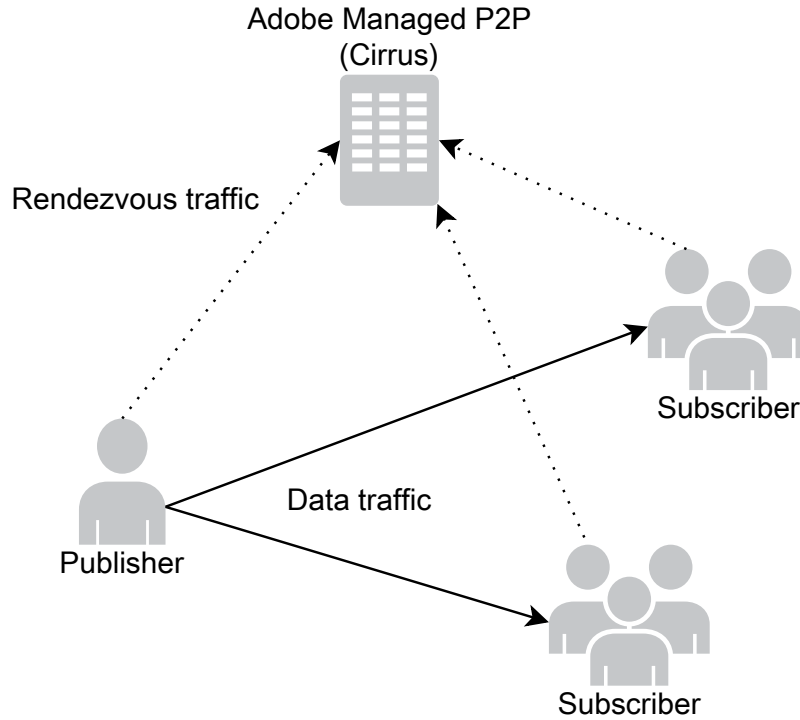 Adobe Managed P2P
(Cirrus)
Rendezvous traffic
Subscriber
Data traffic
Publisher
Subscriber